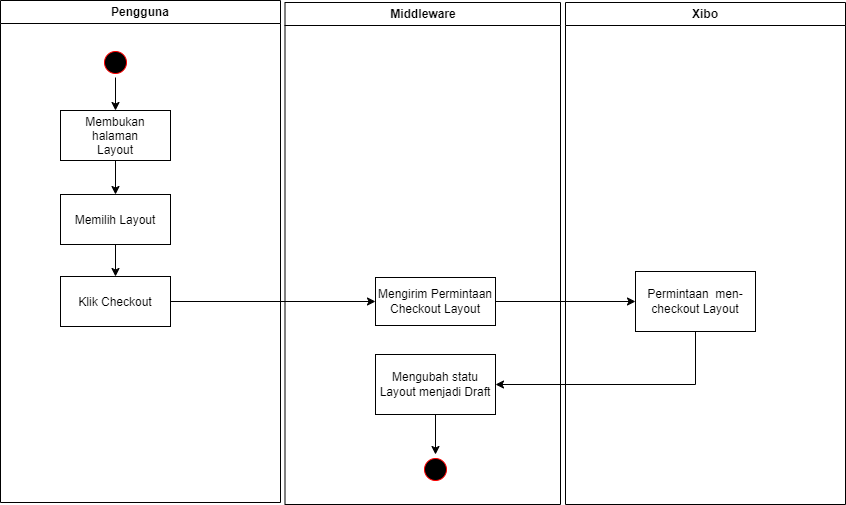 Pengguna
Middleware
Xibo
Membukan
halaman
Layout
Memilih Layout
Klik Checkout
Mengirim Permintaan
Checkout Layout
Permintaan men-
checkout Layout
Mengubah statu
Layout menjadi Draft